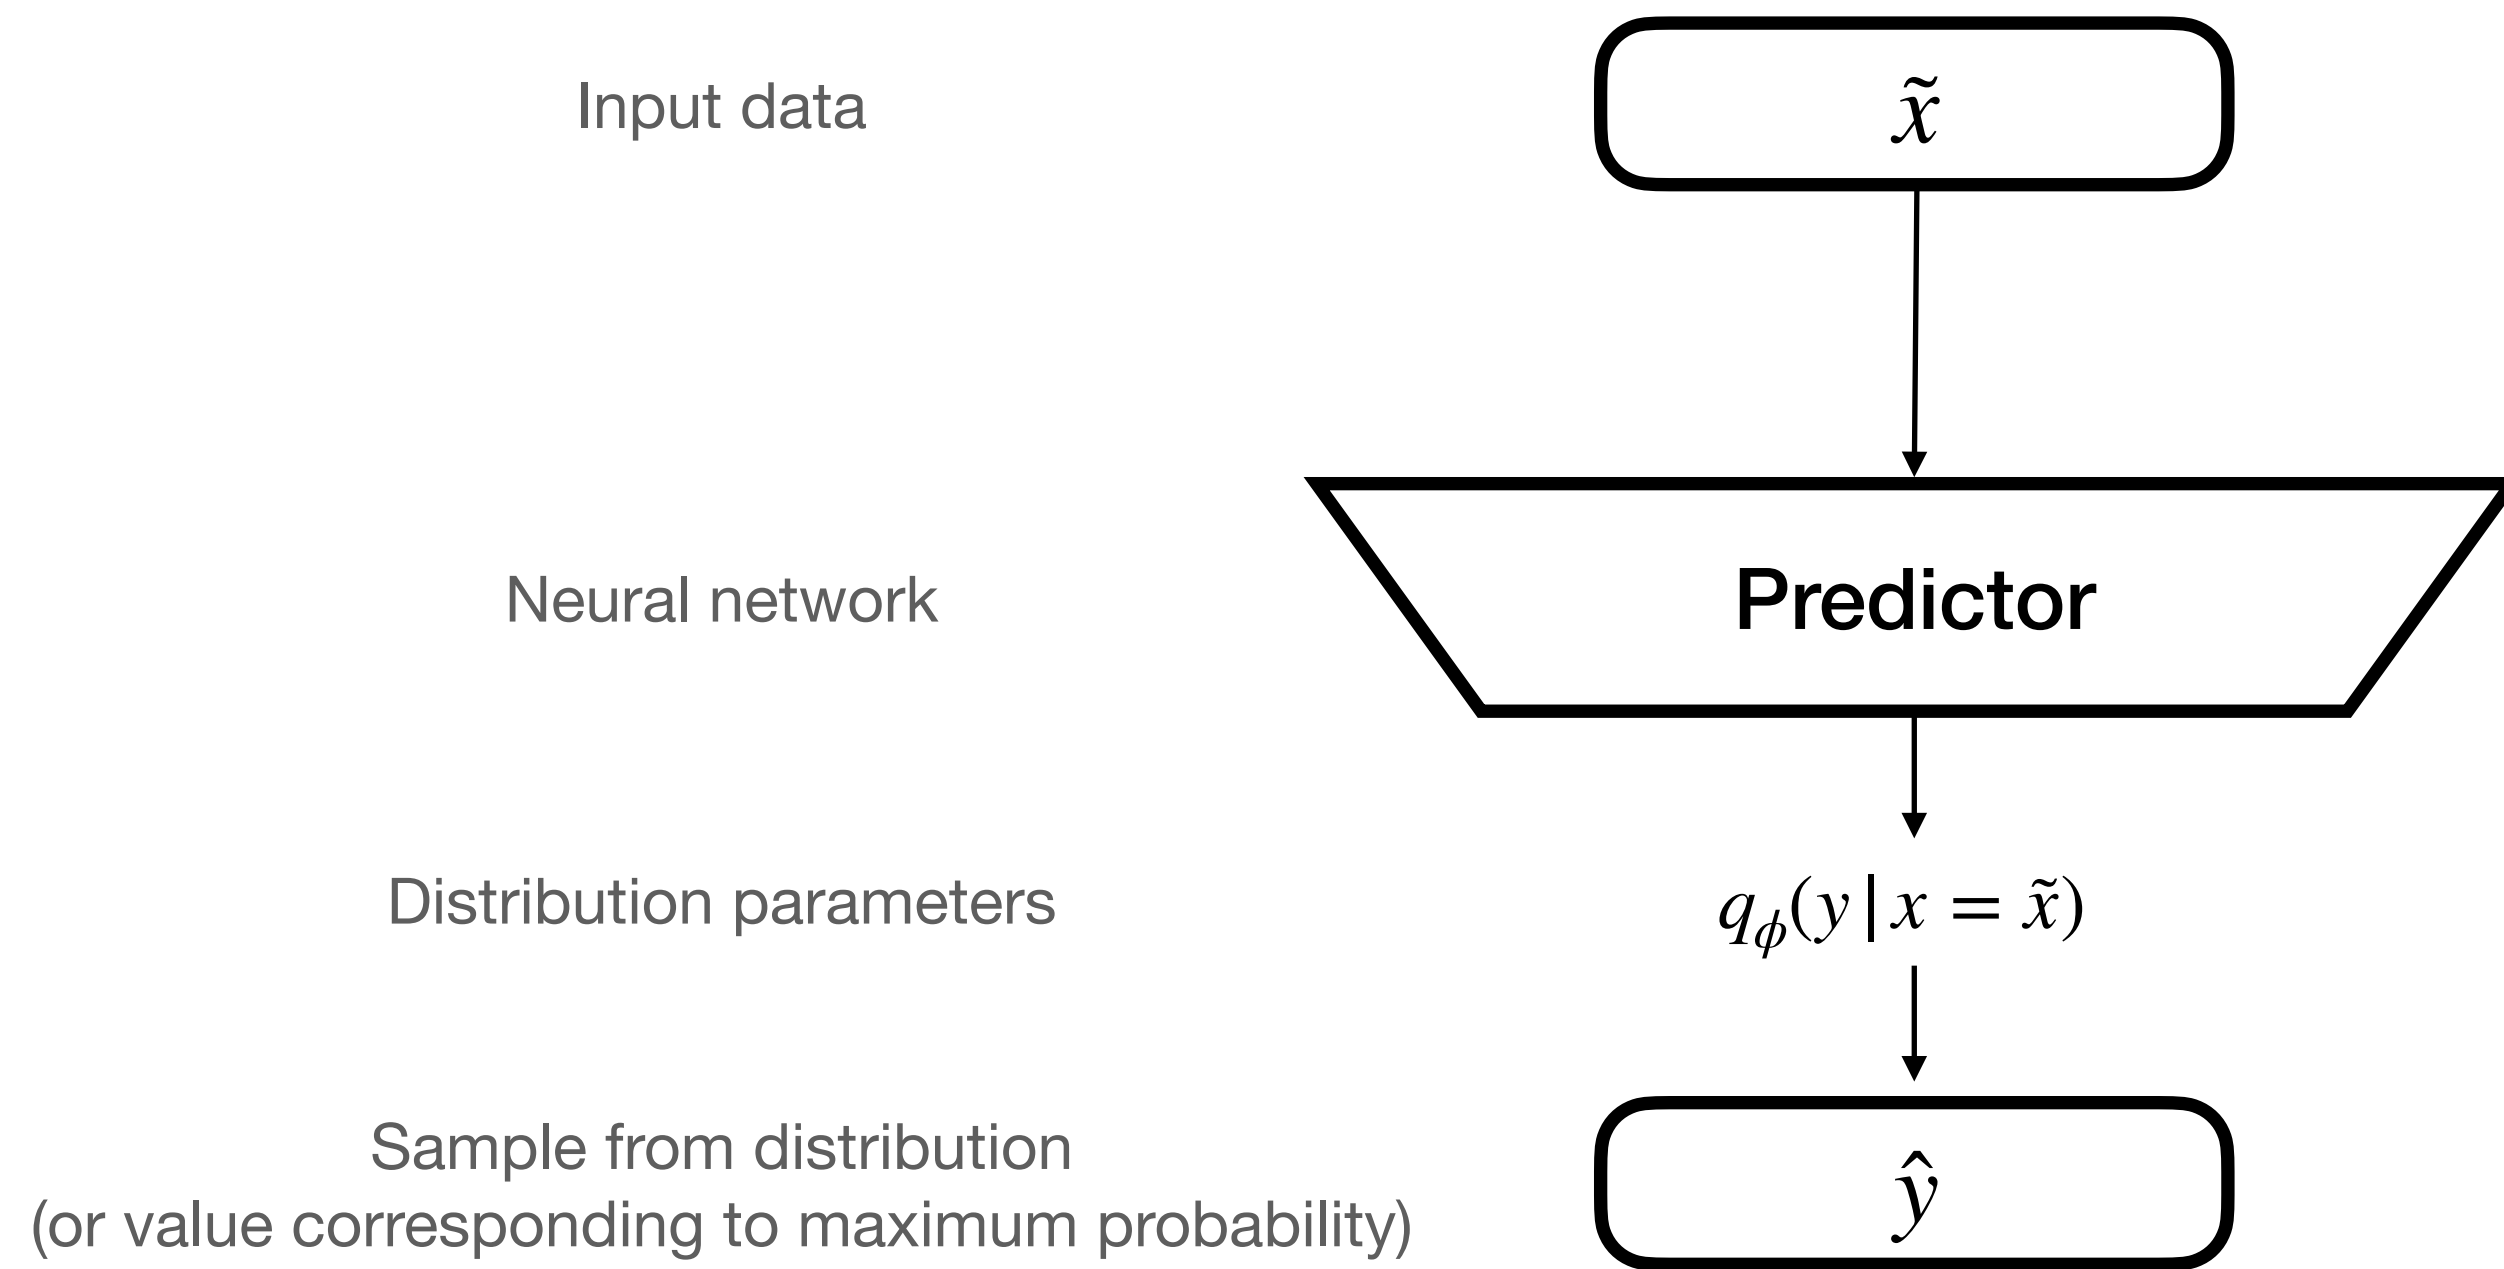 Input data
x̃
Neural network
Predictor
Distribution parameters
q_ϕ(y | x = x̃)
Sample from distribution
(or value corresponding to maximum probability)
ŷ